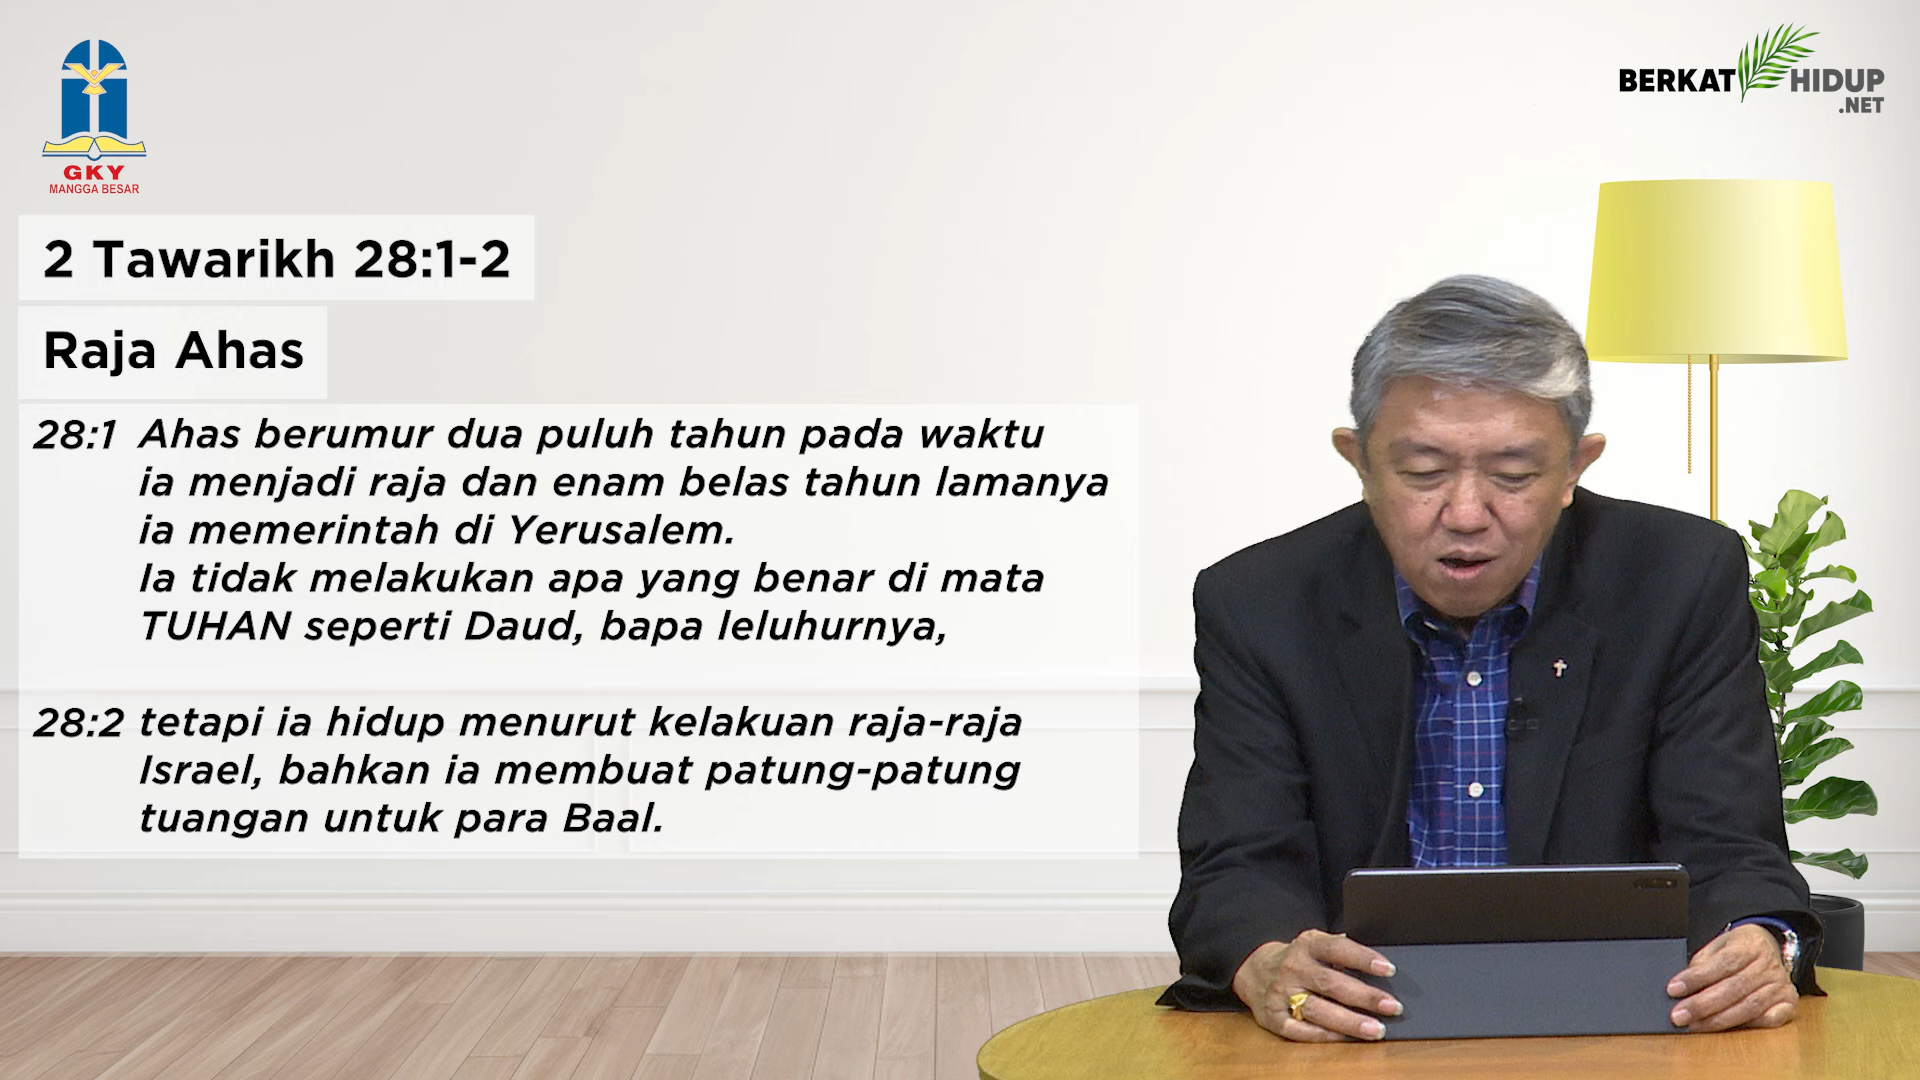 GKY
MANGGA BESAR
BERKAT HIDUP
.NET
2 Tawarikh 28:1-2
Raja Ahas
28:1 Ahas berumur dua puluh tahun pada waktu
ia menjadi raja dan enam belas tahun lamanya
ia memerintah di Yerusalem.
Ia tidak melakukan apa yang benar di mata
TUHAN seperti Daud, bapa leluhurnya,
28:2 tetapi ia hidup menurut kelakuan raja-raja
Israel, bahkan ia membuat patung-patung
tuangan untuk para Baal.